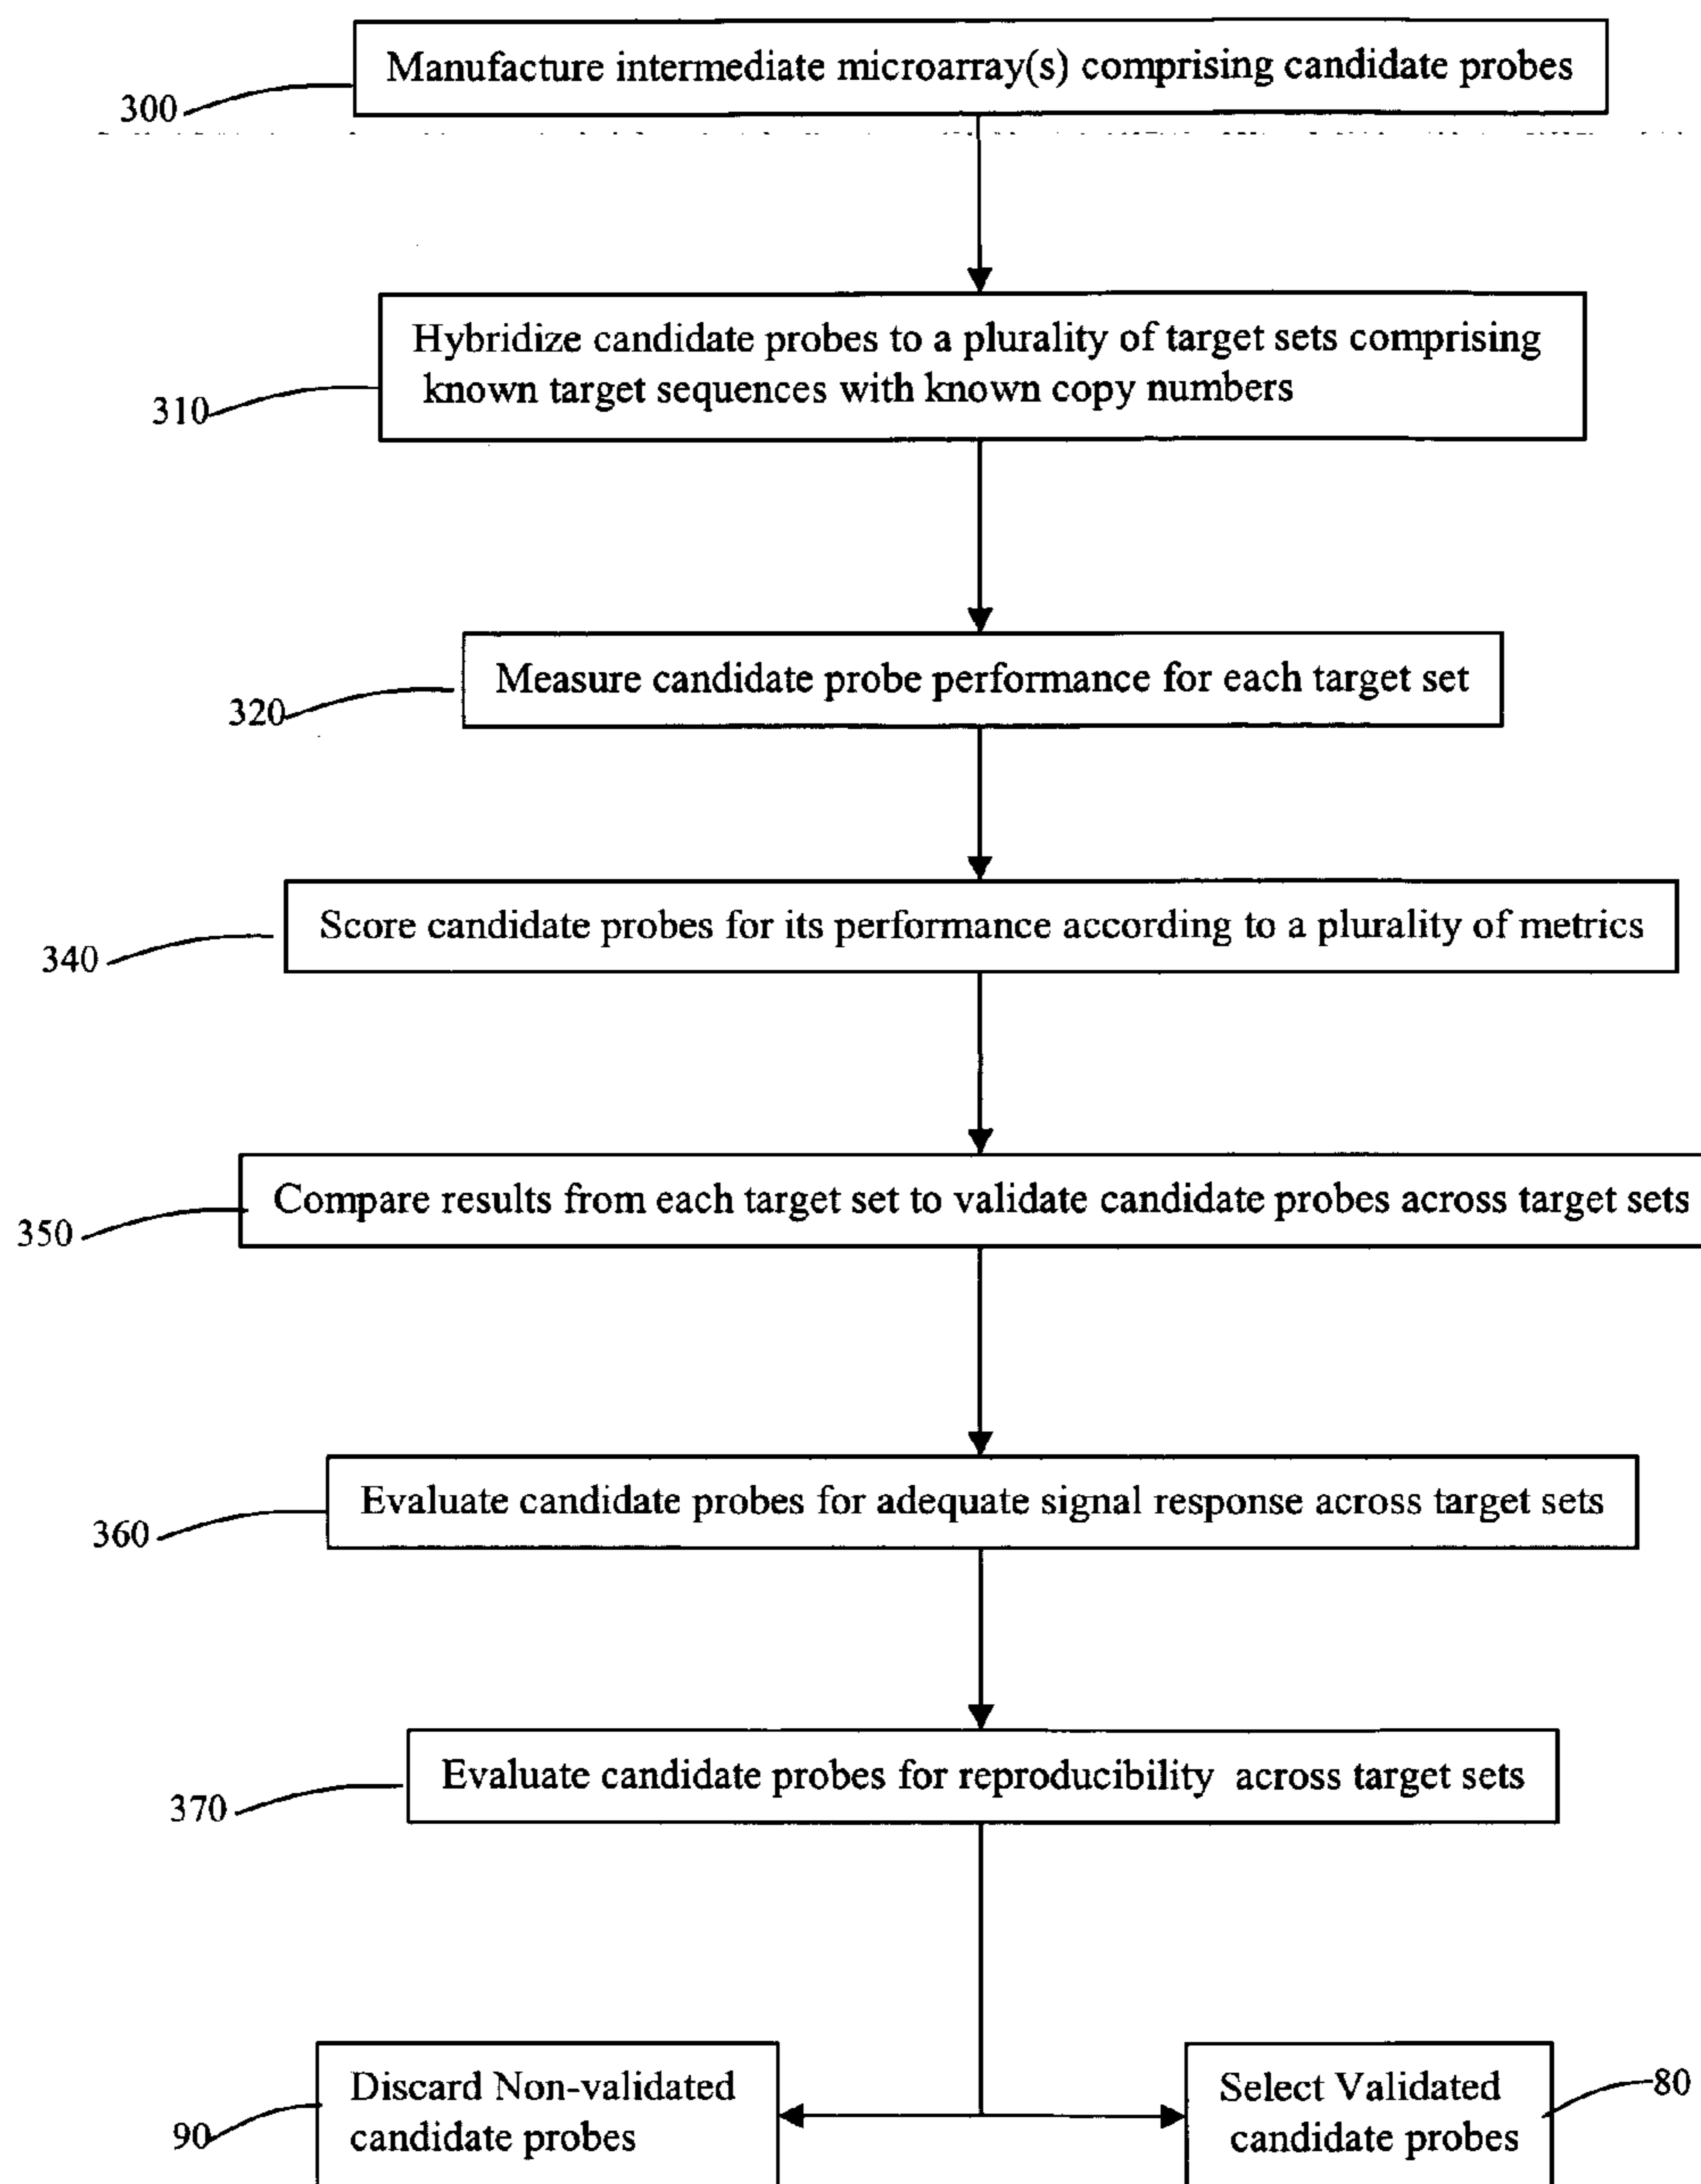 Manufacture intermediate microarray(s) comprising candidate probes
300
Hybridize candidate probes to a plurality of target sets comprising
known target sequences with known copy numbers
310
Measure candidate probe performance for each target set
320
Score candidate probes for its performance according to a plurality of metrics
340
Compare results from each target set to validate candidate probes across target sets
350
Evaluate candidate probes for adequate signal response across target sets
360
Evaluate candidate probes for reproducibility across target sets
370
Discard Non-validated
candidate probes
90
Select Validated
candidate probes
80